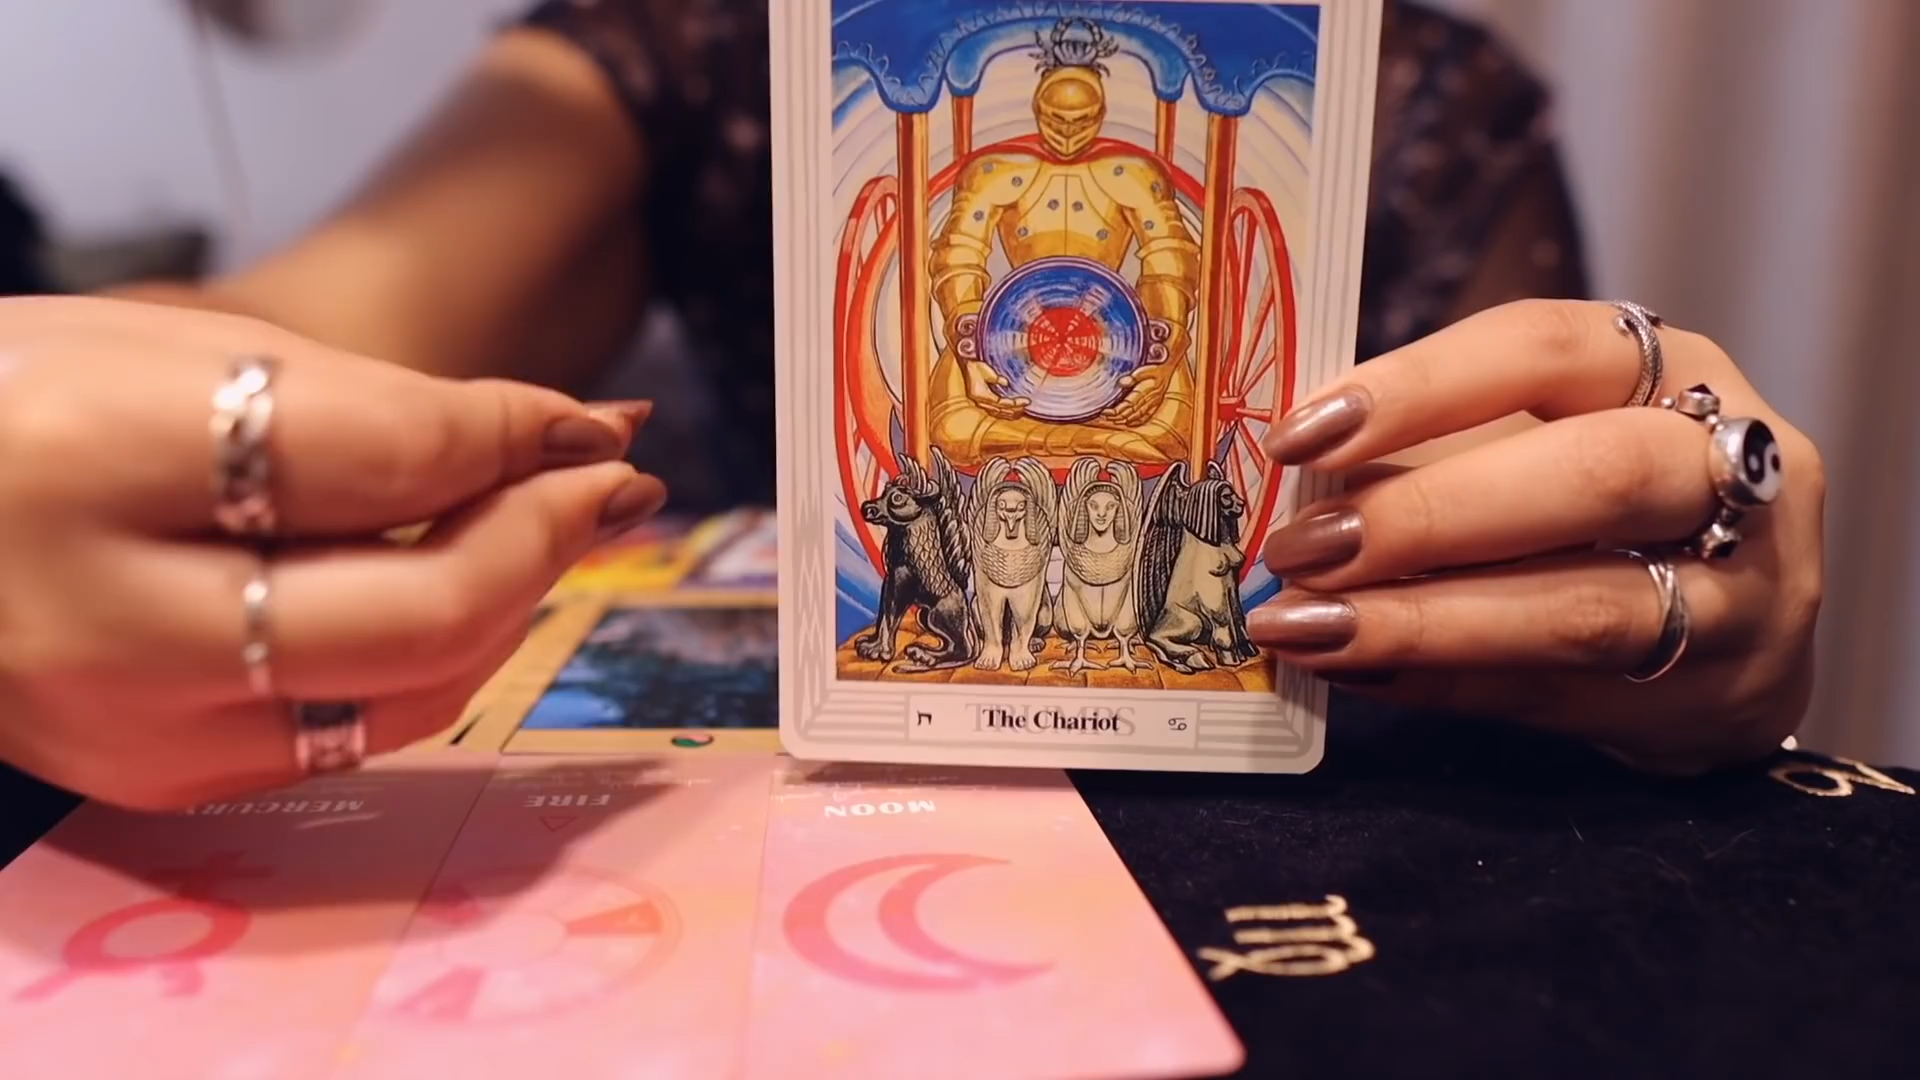 ח The Chariot ♋
TRUMPS
MERCURY
FIRE
MOON